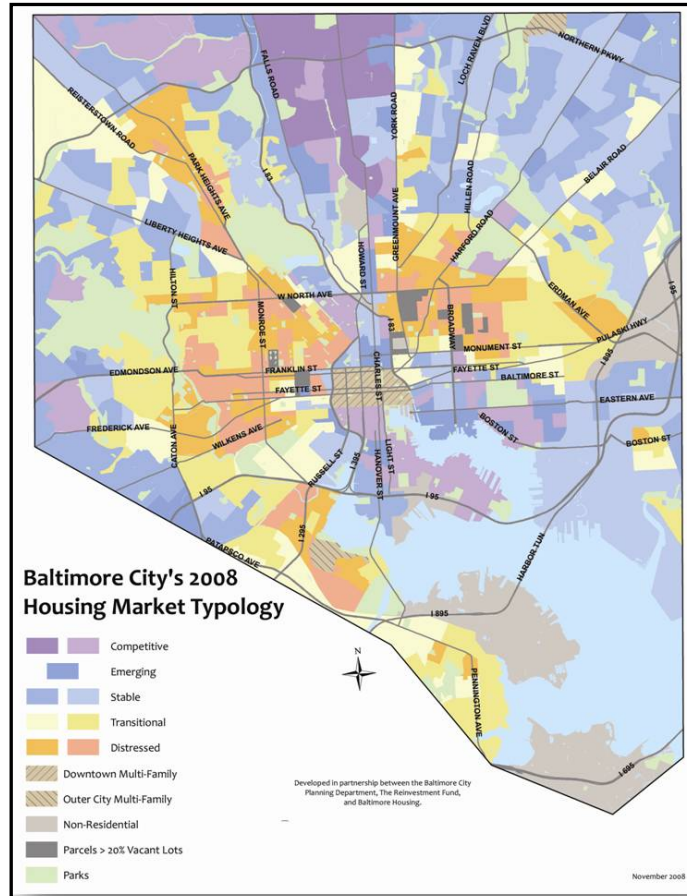 FALLS ROAD
LOCH RAVEN BLVD
NORTHERN PKWY
REISTERSTOWN ROAD
YORK ROAD
I 83
PARK HEIGHTS AVE
HILLEN ROAD
BELAIR ROAD
GREENMOUNT AVE
LIBERTY HEIGHTS AVE
HARFORD ROAD
HOWARD ST
HILTON ST
W NORTH AVE
ERDMAN AVE
I 95
MONROE ST
I 83
BROADWAY
PULASKI HWY
MONUMENT ST
I 895
EDMONDSON AVE
FRANKLIN ST
CHARLES ST
FAYETTE ST
FAYETTE ST
BALTIMORE ST
EASTERN AVE
FREDERICK AVE
WILKENS AVE
BOSTON ST
BOSTON ST
CATON AVE
LIGHT ST
HANOVER ST
RUSSELL ST
I 395
I 95
I 95
I 295
PATAPSCO AVE
HARBOR TUN
I 895
PENNINGTON AVE
I 695
Baltimore City's 2008
Housing Market Typology
N
Competitive
Emerging
Stable
Transitional
Distressed
Downtown Multi-Family
Outer City Multi-Family
Non-Residential
Parcels > 20% Vacant Lots
Parks
Developed in partnership between the Baltimore City
Planning Department, The Reinvestment Fund,
and Baltimore Housing.
November 2008